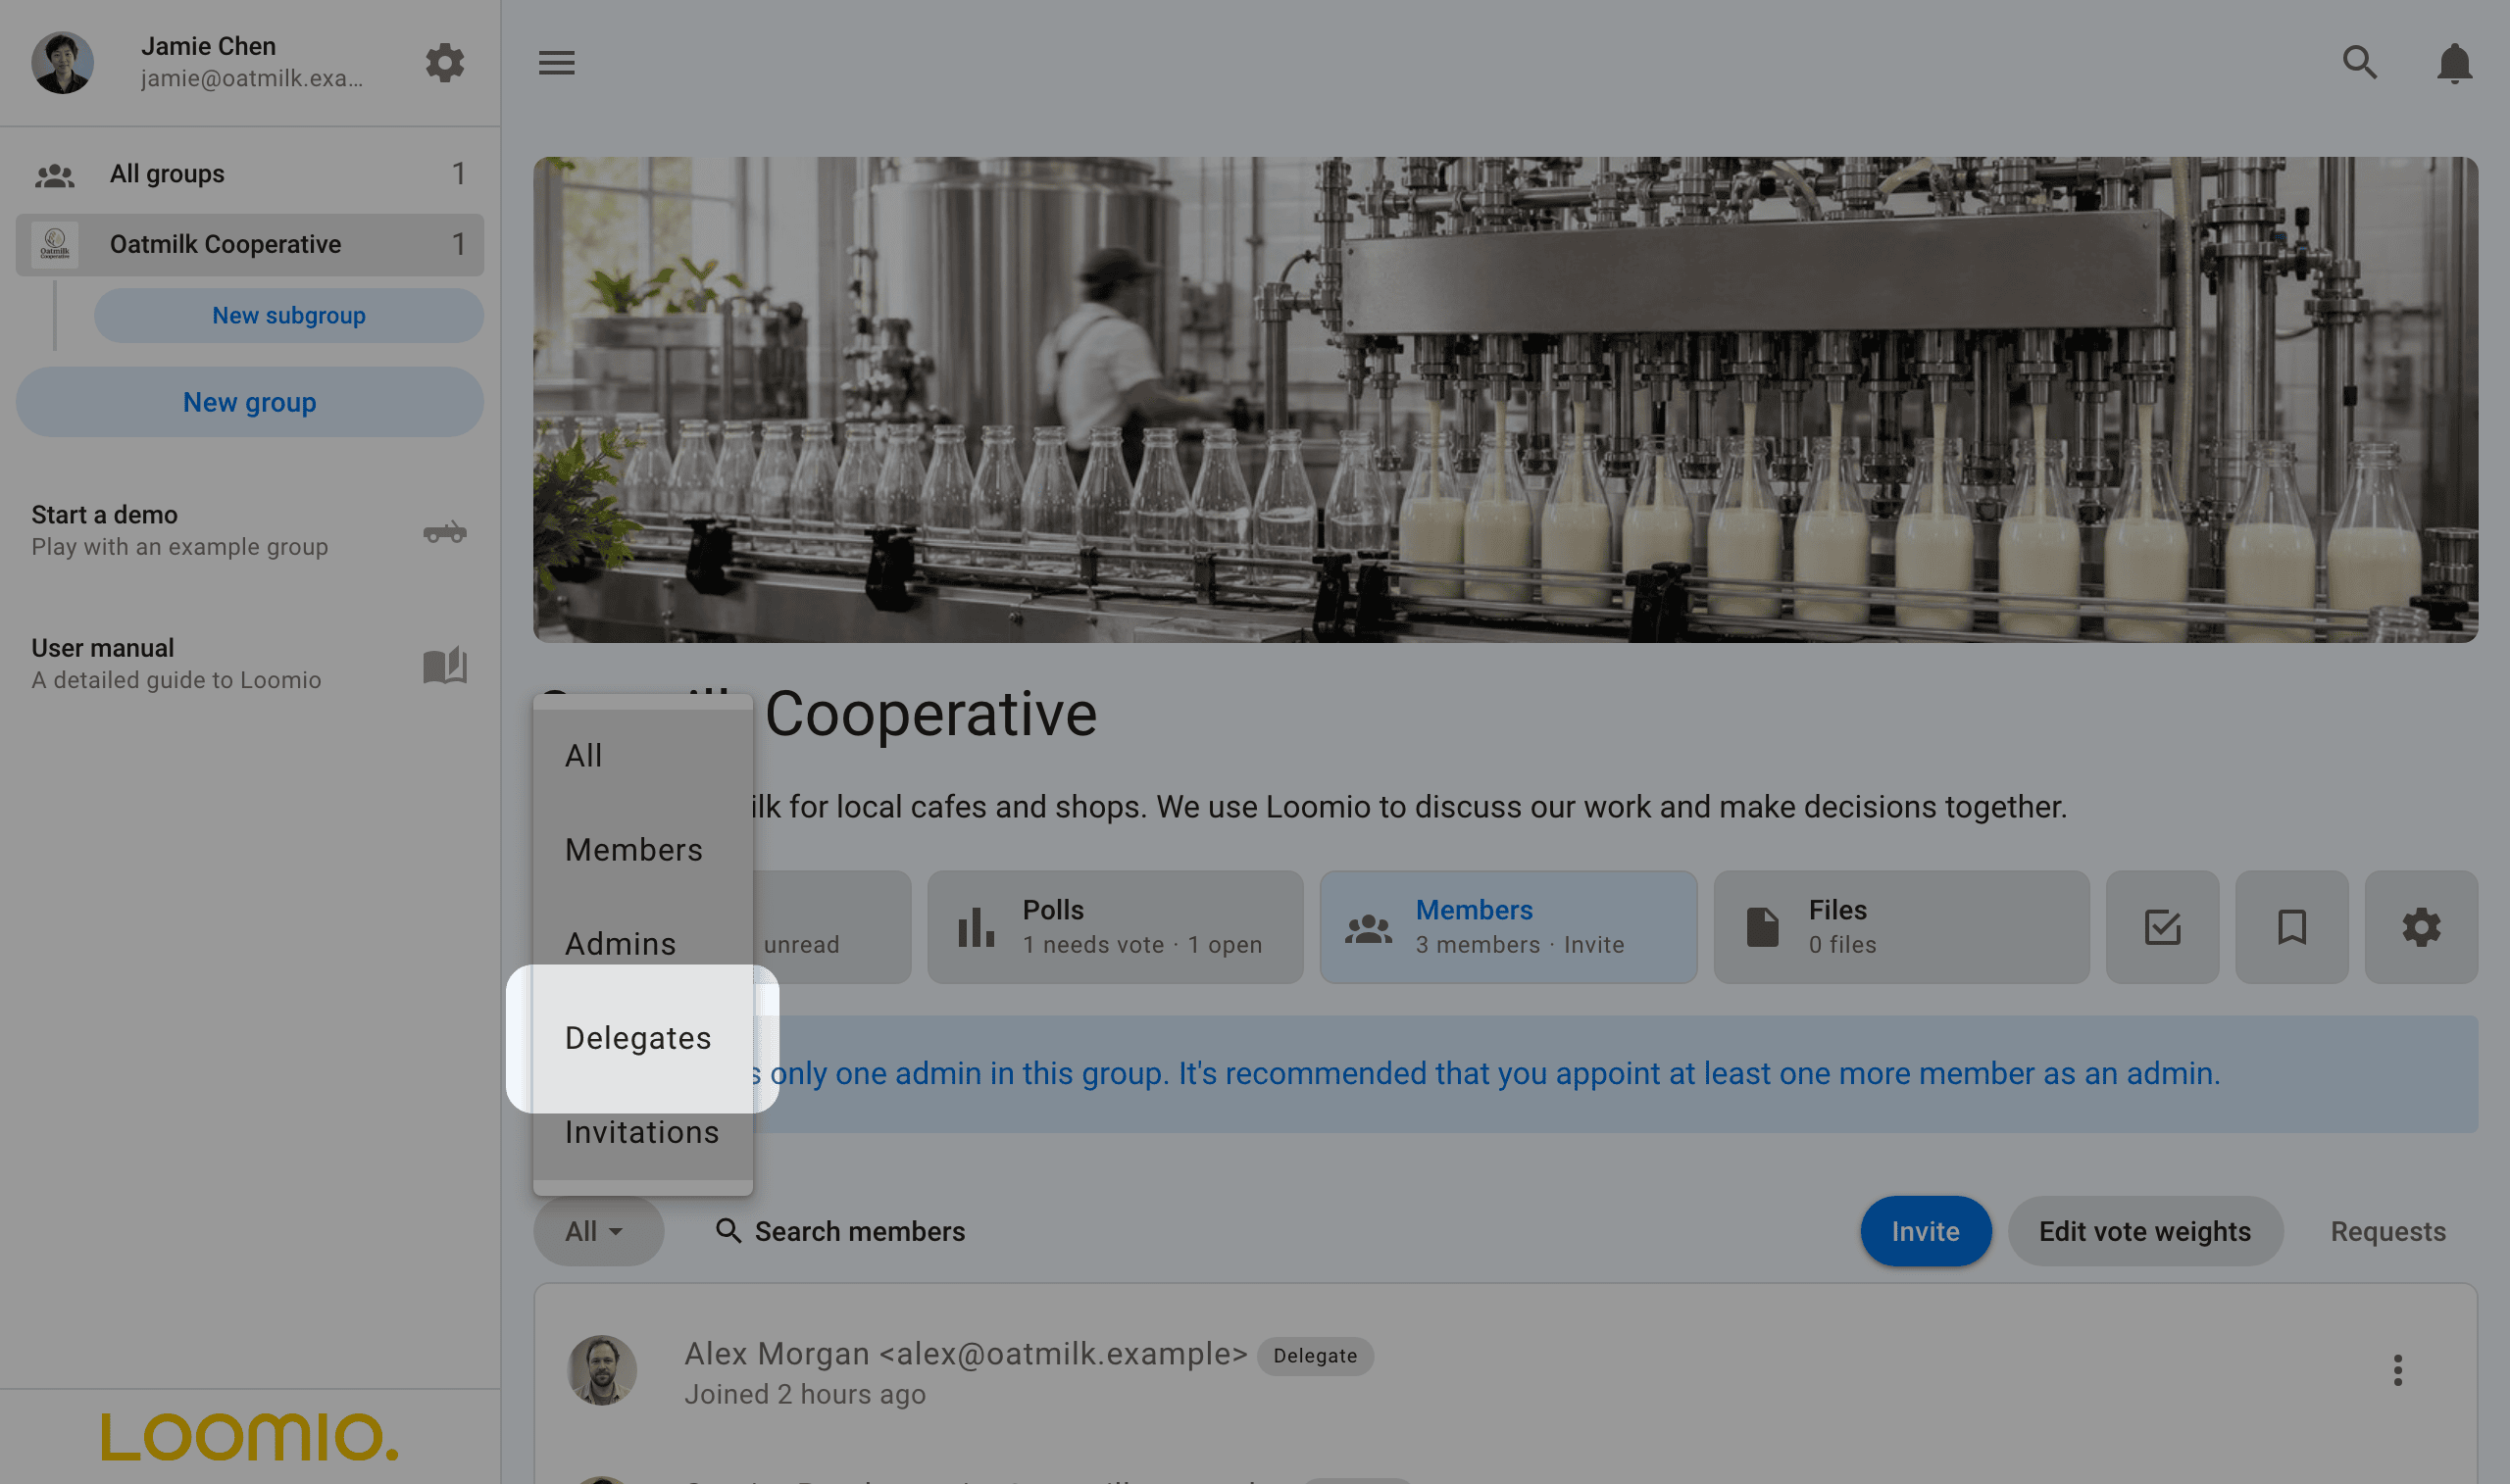 Jamie Chen
jamie@oatmilk.exa...
All groups 1
Oatmilk Cooperative 1
New subgroup
New group
Start a demo
Play with an example group
User manual
A detailed guide to Loomio
LOOMIO.
Cooperative
ilk for local cafes and shops. We use Loomio to discuss our work and make decisions together.
unread
Polls
1 needs vote · 1 open
Members
3 members · Invite
Files
0 files
s only one admin in this group. It's recommended that you appoint at least one more member as an admin.
All
Members
Admins
Delegates
Invitations
All
Search members
Invite
Edit vote weights
Requests
Alex Morgan <alex@oatmilk.example> Delegate
Joined 2 hours ago